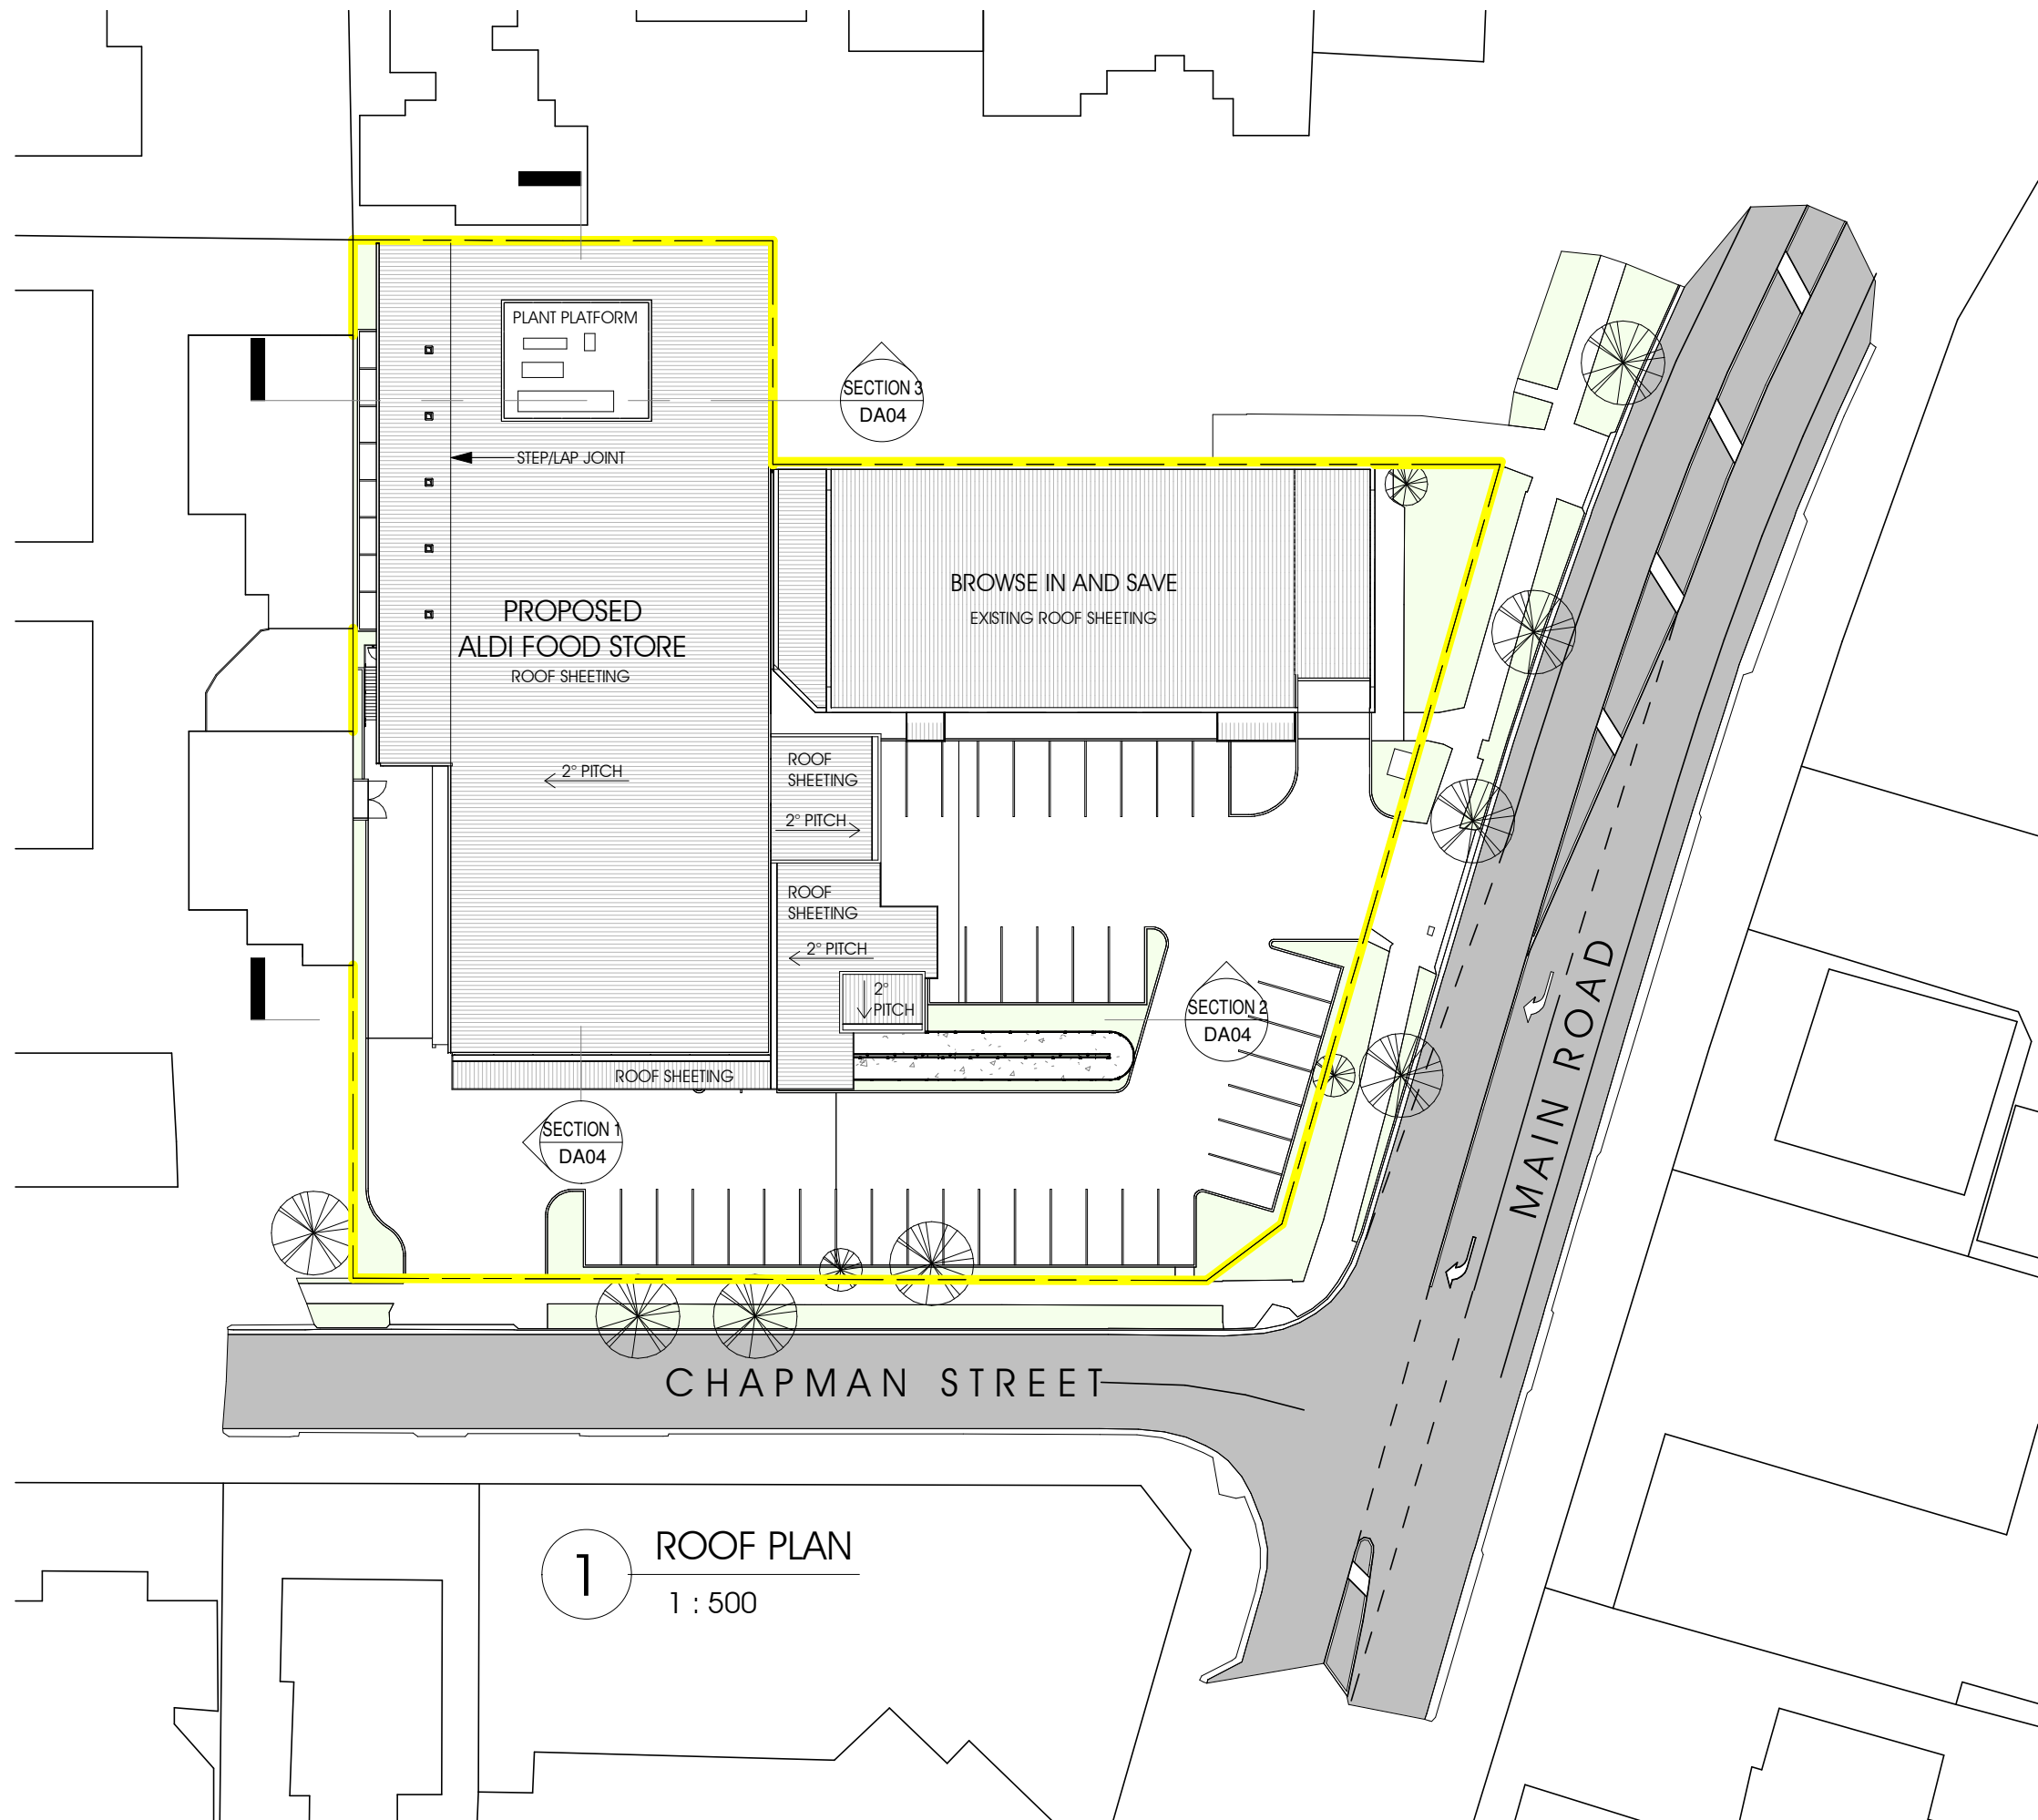 PLANT PLATFORM
SECTION 3
DA04
STEP/LAP JOINT
PROPOSED
ALDI FOOD STORE
ROOF SHEETING
BROWSE IN AND SAVE
EXISTING ROOF SHEETING
2° PITCH
ROOF
SHEETING
2° PITCH
ROOF
SHEETING
2° PITCH
2°
PITCH
SECTION 2
DA04
ROOF SHEETING
SECTION 1
DA04
MAIN ROAD
CHAPMAN STREET
1
ROOF PLAN
1 : 500